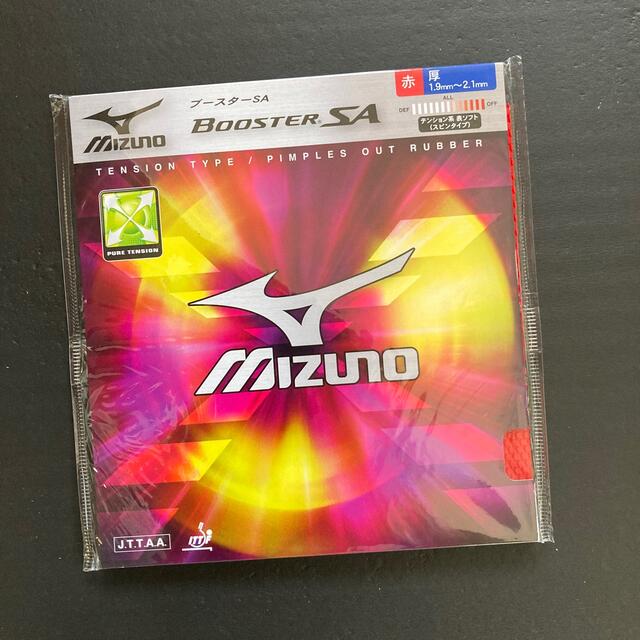 MIZUNO
ブースターSA
BOOSTER SA
赤
厚
1.9mm〜2.1mm
ALL
DEF
OFF
テンション系 表ソフト
(スピンタイプ)
TENSION TYPE / PIMPLES OUT RUBBER
PURE TENSION
MIZUNO
J.T.T.A.A.
ITTF